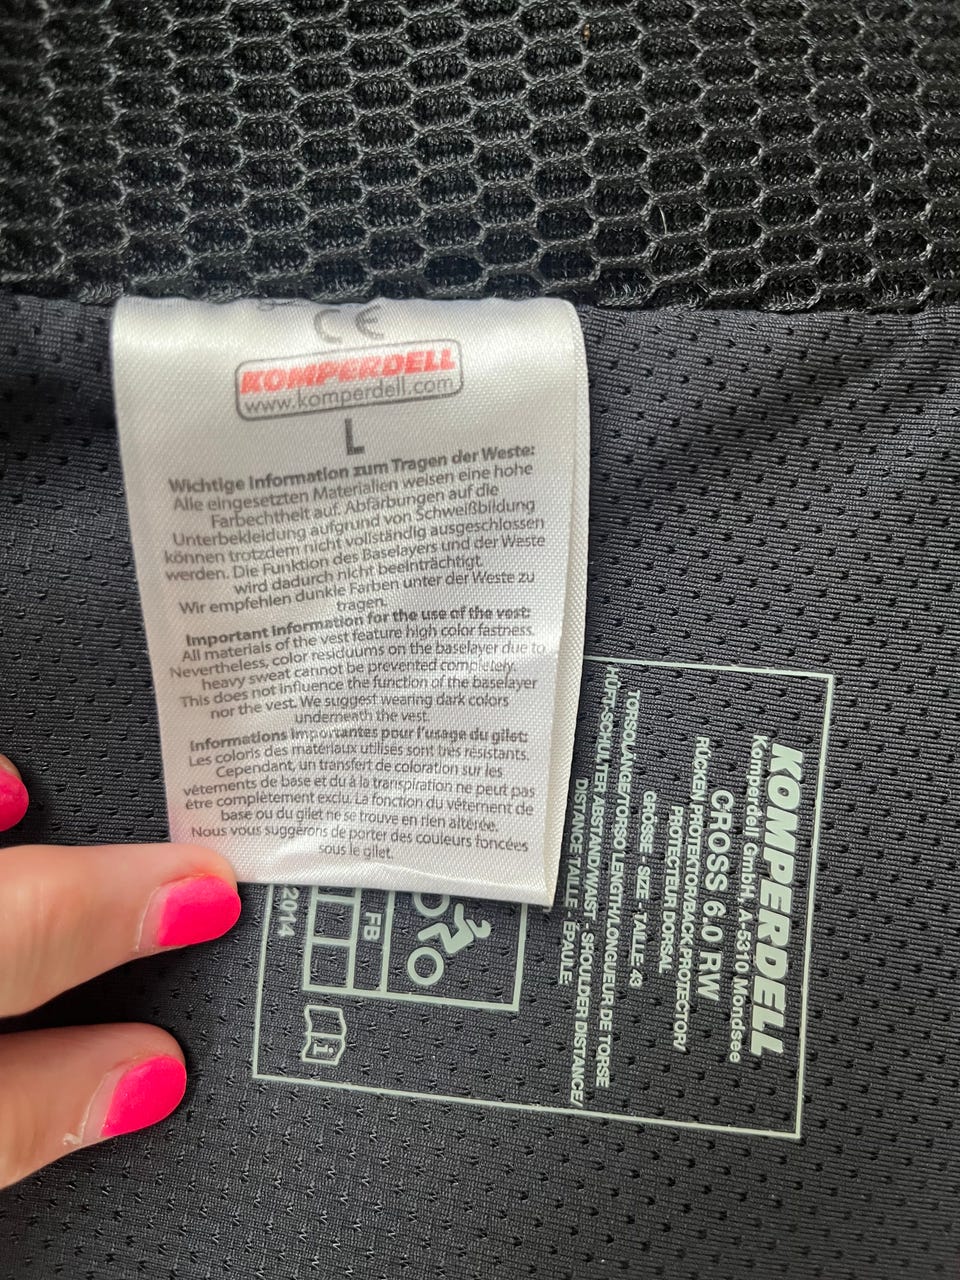 CE
KOMPERDELL
www.komperdell.com
L
Wichtige Information zum Tragen der Weste:
Alle eingesetzten Materialien weisen eine hohe
Farbechtheit auf. Abfärbungen auf die
Unterbekleidung aufgrund von Schweißbildung
können trotzdem nicht vollständig ausgeschlossen
werden. Die Funktion des Baselayers und der Weste
wird dadurch nicht beeinträchtigt.
Wir empfehlen dunkle Farben unter der Weste zu
tragen.
Important Information for the use of the vest:
All materials of the vest feature high color fastness.
Nevertheless, color residuums on the baselayer due to
heavy sweat cannot be prevented completely.
This does not influence the function of the baselayer
nor the vest. We suggest wearing dark colors
underneath the vest.
Informations importantes pour l'usage du gilet:
Les coloris des matériaux utilisés sont très résistants.
Cependant, un transfert de coloration sur les
vêtements de base et du à la transpiration ne peut pas
être complètement exclu. La fonction du vêtement de
base ou du gilet ne se trouve en rien altérée.
Nous vous suggérons de porter des couleurs foncées
sous le gilet.
KOMPERDELL
Komperdell GmbH, A-5310 Mondsee
CROSS 6.0 RW
RÜCKENPROTEKTOR/BACK PROTECTOR/
PROTECTEUR DORSAL
GRÖSSE - SIZE - TAILLE 43
TORSOLÄNGE/TORSO LENGTH/LONGUEUR DE TORSE
HÜFT-SCHULTER ABSTAND/WAIST - SHOULDER DISTANCE/
DISTANCE TAILLE - ÉPAULE
FB
2014
i